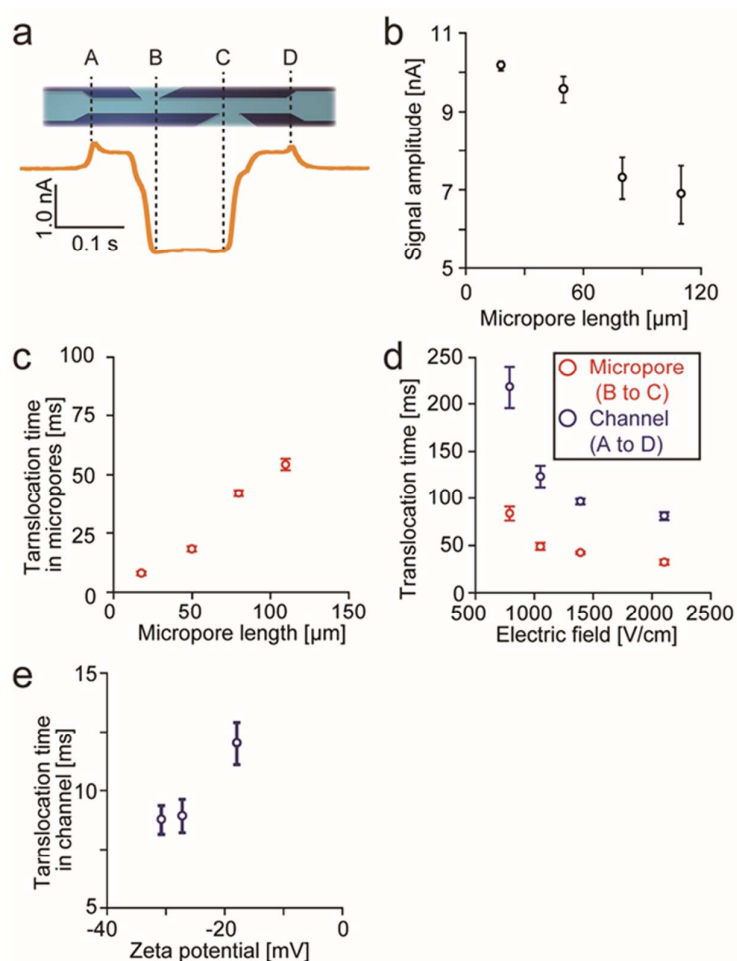 a
A B C D
1.0 nA
0.1 s
b
Signal amplitude [nA]
11
9
7
5
0 60 120
Micropore length [µm]
c
Tarnslocation time
in micropores [ms]
100
75
50
25
0
0 50 100 150
Micropore length [µm]
d
Translocation time [ms]
250
200
150
100
50
0
500 1000 1500 2000 2500
Electric field [V/cm]
Micropore
(B to C)
Channel
(A to D)
e
Tarnslocation time
in channel [ms]
15
10
5
-40 -20 0
Zeta potential [mV]